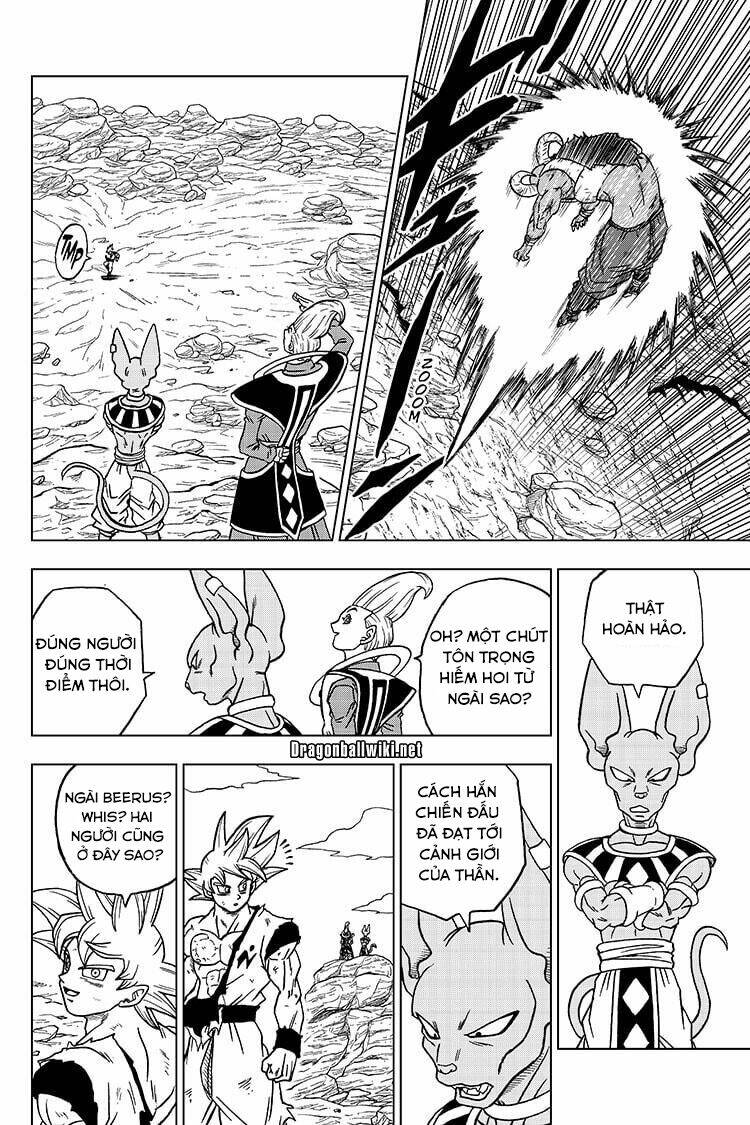 ZOOOM
TMP
THẬT
HOÀN HẢO.
OH? MỘT CHÚT
TÔN TRỌNG
HIẾM HOI TỪ
NGÀI SAO?
ĐÚNG NGƯỜI
ĐÚNG THỜI
ĐIỂM THÔI.
Dragonballwiki.net
CÁCH HẮN
CHIẾN ĐẤU
ĐÃ ĐẠT TỚI
CẢNH GIỚI
CỦA THẦN.
NGÀI BEERUS?
WHIS? HAI
NGƯỜI CŨNG
Ở ĐÂY SAO?